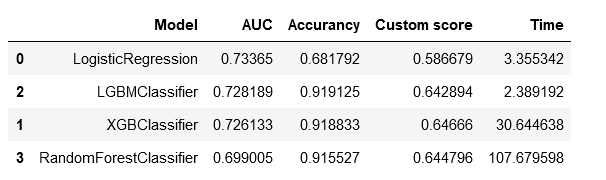 Model AUC Accurancy Custom score Time
0 LogisticRegression 0.73365 0.681792 0.586679 3.355342
2 LGBMClassifier 0.728189 0.919125 0.642894 2.389192
1 XGBClassifier 0.726133 0.918833 0.64666 30.644638
3 RandomForestClassifier 0.699005 0.915527 0.644796 107.679598